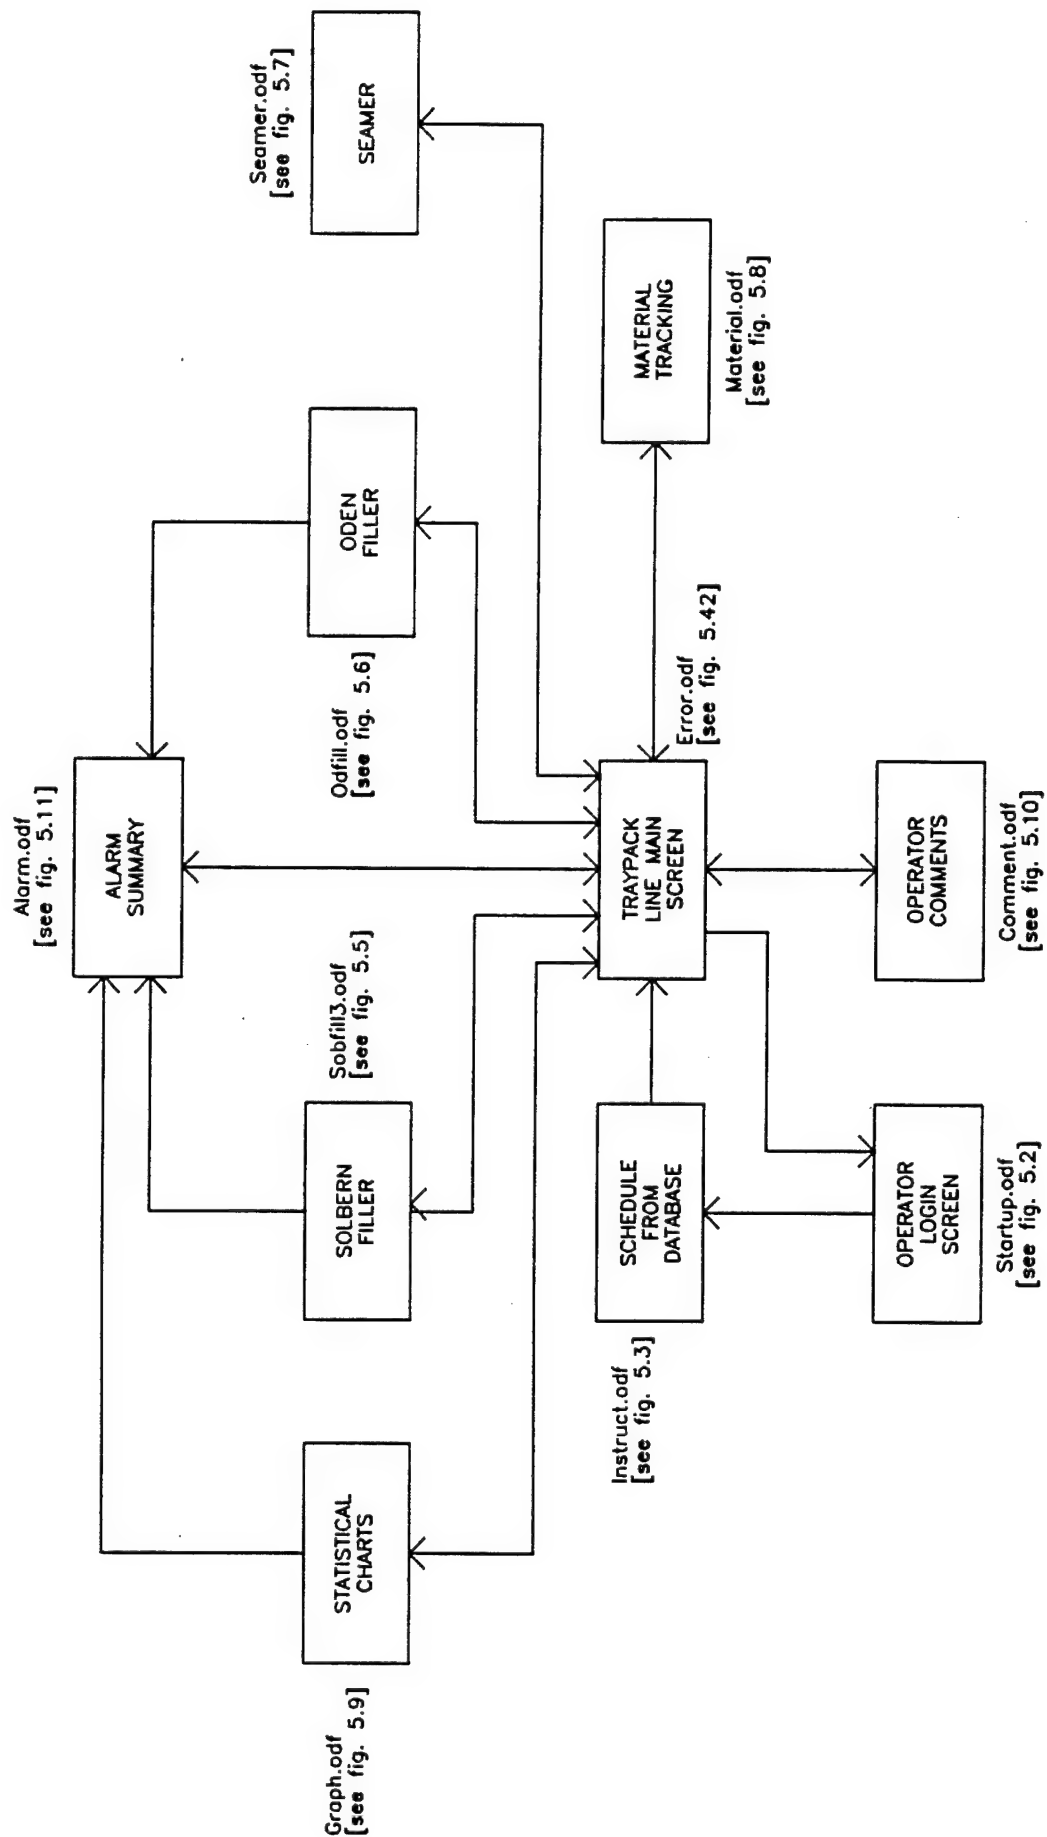 Alarm.odf
[see fig. 5.11]
ALARM
SUMMARY
Graph.odf
[see fig. 5.9]
STATISTICAL
CHARTS
SOLBERN
FILLER
Sobfill3.odf
[see fig. 5.5]
Odfill.odf
[see fig. 5.6]
ODEN
FILLER
Seamer.odf
[see fig. 5.7]
SEAMER
Instruct.odf
[see fig. 5.3]
SCHEDULE
FROM
DATABASE
TRAYPACK
LINE MAIN
SCREEN
Error.odf
[see fig. 5.42]
MATERIAL
TRACKING
Material.odf
[see fig. 5.8]
OPERATOR
LOGIN
SCREEN
Startup.odf
[see fig. 5.2]
OPERATOR
COMMENTS
Comment.odf
[see fig. 5.10]